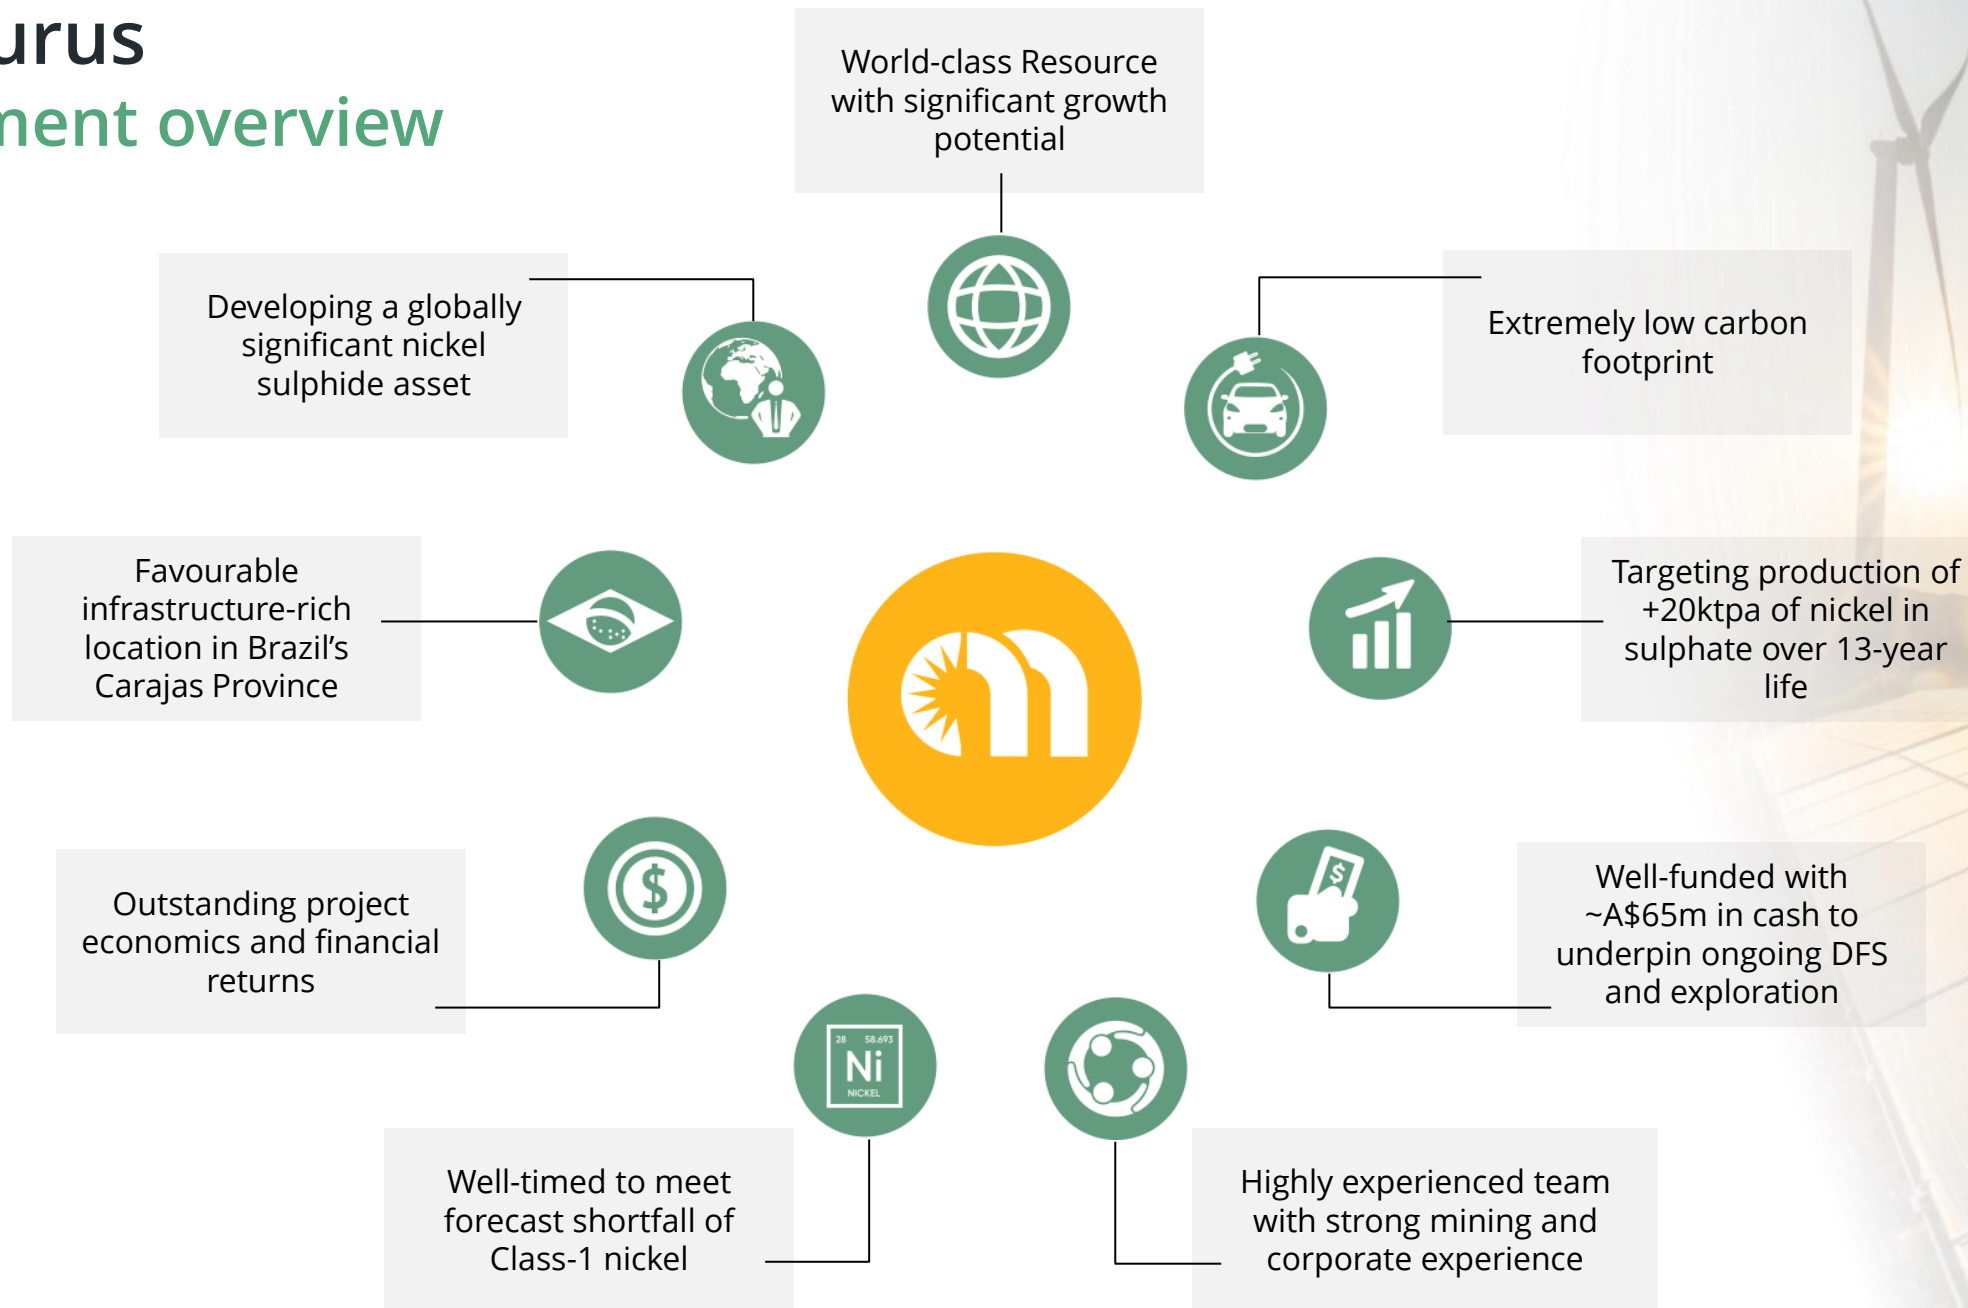 urus
ment overview
World-class Resource
with significant growth
potential
Developing a globally
significant nickel
sulphide asset
Extremely low carbon
footprint
Favourable
infrastructure-rich
location in Brazil's
Carajas Province
Targeting production of
+20ktpa of nickel in
sulphate over 13-year
life
Outstanding project
economics and financial
returns
$
$
Well-funded with
~A$65m in cash to
underpin ongoing DFS
and exploration
28 58.693
Ni
NICKEL
Well-timed to meet
forecast shortfall of
Class-1 nickel
Highly experienced team
with strong mining and
corporate experience